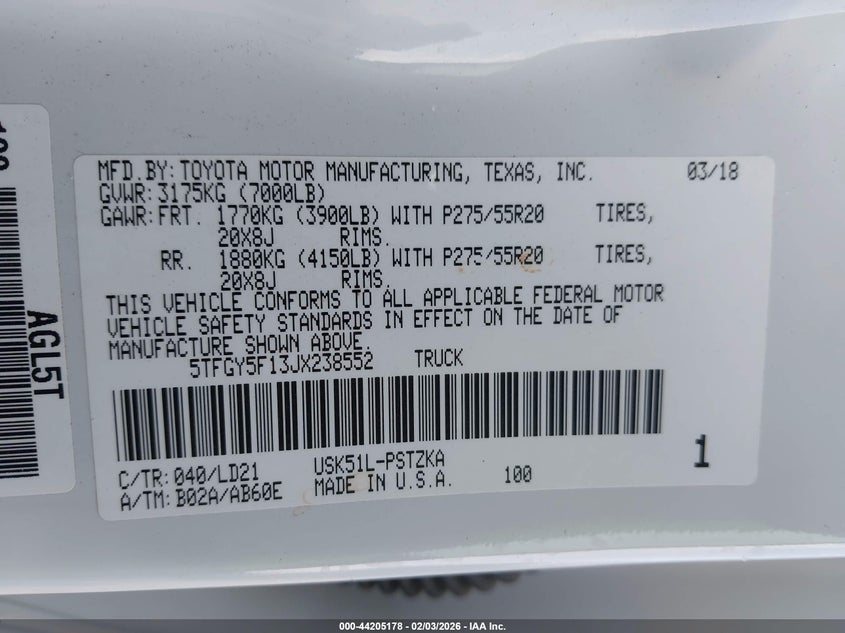 MFD.BY:TOYOTA MOTOR MANUFACTURING, TEXAS, INC. 03/18
GVWR:3175KG (7000LB)
GAWR:FRT. 1770KG (3900LB) WITH P275/55R20 TIRES,
20X8J RIMS.
RR. 1880KG (4150LB) WITH P275/55R20 TIRES,
20X8J RIMS.
THIS VEHICLE CONFORMS TO ALL APPLICABLE FEDERAL MOTOR
VEHICLE SAFETY STANDARDS IN EFFECT ON THE DATE OF
MANUFACTURE SHOWN ABOVE.
5TFGY5F13JX238552 TRUCK
C/TR:040/LD21 USK51L-PSTZKA
A/TM:B02A/AB60E MADE IN U.S.A. 100 1
AGL5T
000-44205178 | 02/03/2026 | IAA Inc.